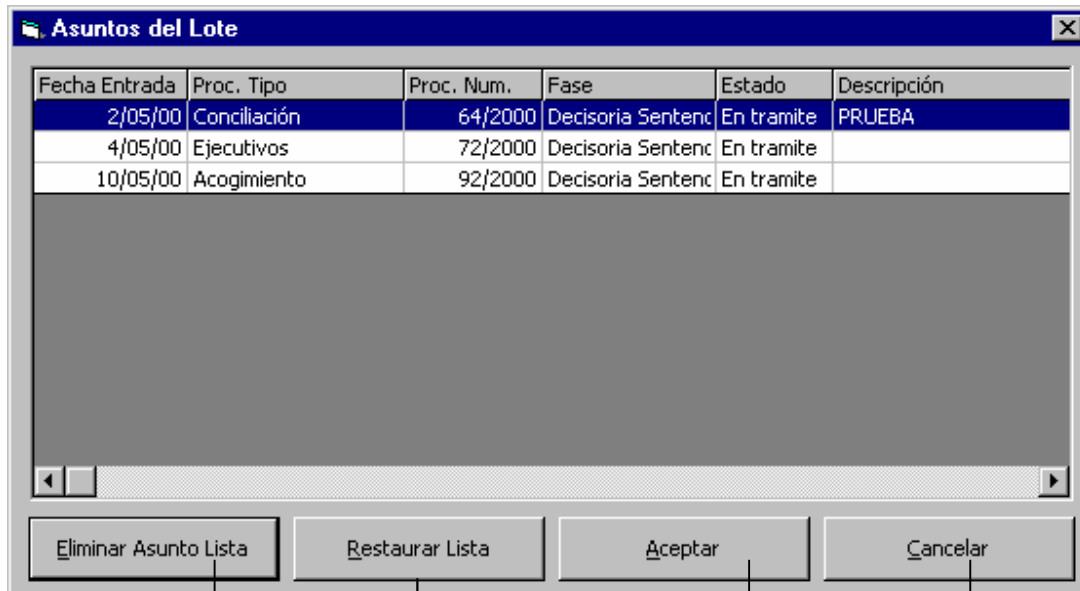 Asuntos del Lote
Fecha Entrada Proc. Tipo Proc. Num. Fase Estado Descripción
2/05/00 Conciliación 64/2000 Decisoria Sentenc En tramite PRUEBA
4/05/00 Ejecutivos 72/2000 Decisoria Sentenc En tramite
10/05/00 Acogimiento 92/2000 Decisoria Sentenc En tramite
Eliminar Asunto Lista Restaurar Lista Aceptar Cancelar